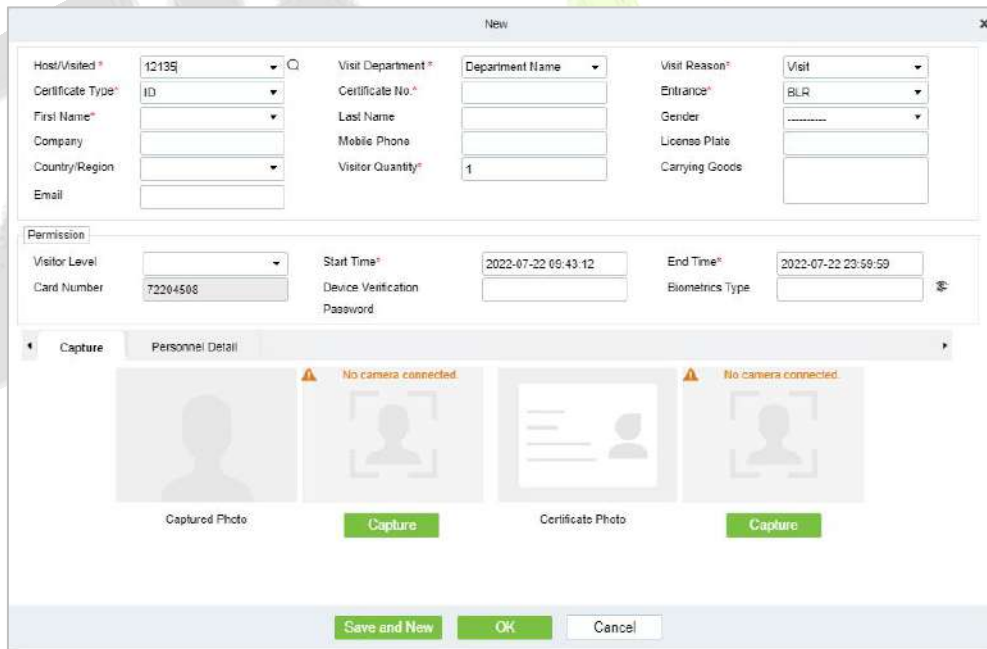 New
Host/Visited * 12135 Visit Department * Department Name Visit Reason* Visit
Certificate Type* ID Certificate No.* Entrance* BLR
First Name* Last Name Gender ----------
Company Mobile Phone License Plate
Country/Region Visitor Quantity* 1 Carrying Goods
Email
Permission
Visitor Level Start Time* 2022-07-22 09:43:12 End Time* 2022-07-22 23:59:59
Card Number 72204508 Device Verification Password Biometrics Type
Capture Personnel Detail
No camera connected. No camera connected.
Captured Photo Capture Certificate Photo Capture
Save and New OK Cancel